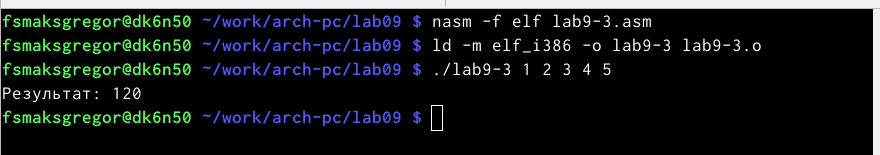 fsmaksgregor@dk6n50 ~/work/arch-pc/lab09 $ nasm -f elf lab9-3.asm
fsmaksgregor@dk6n50 ~/work/arch-pc/lab09 $ ld -m elf_i386 -o lab9-3 lab9-3.o
fsmaksgregor@dk6n50 ~/work/arch-pc/lab09 $ ./lab9-3 1 2 3 4 5
Результат: 120
fsmaksgregor@dk6n50 ~/work/arch-pc/lab09 $